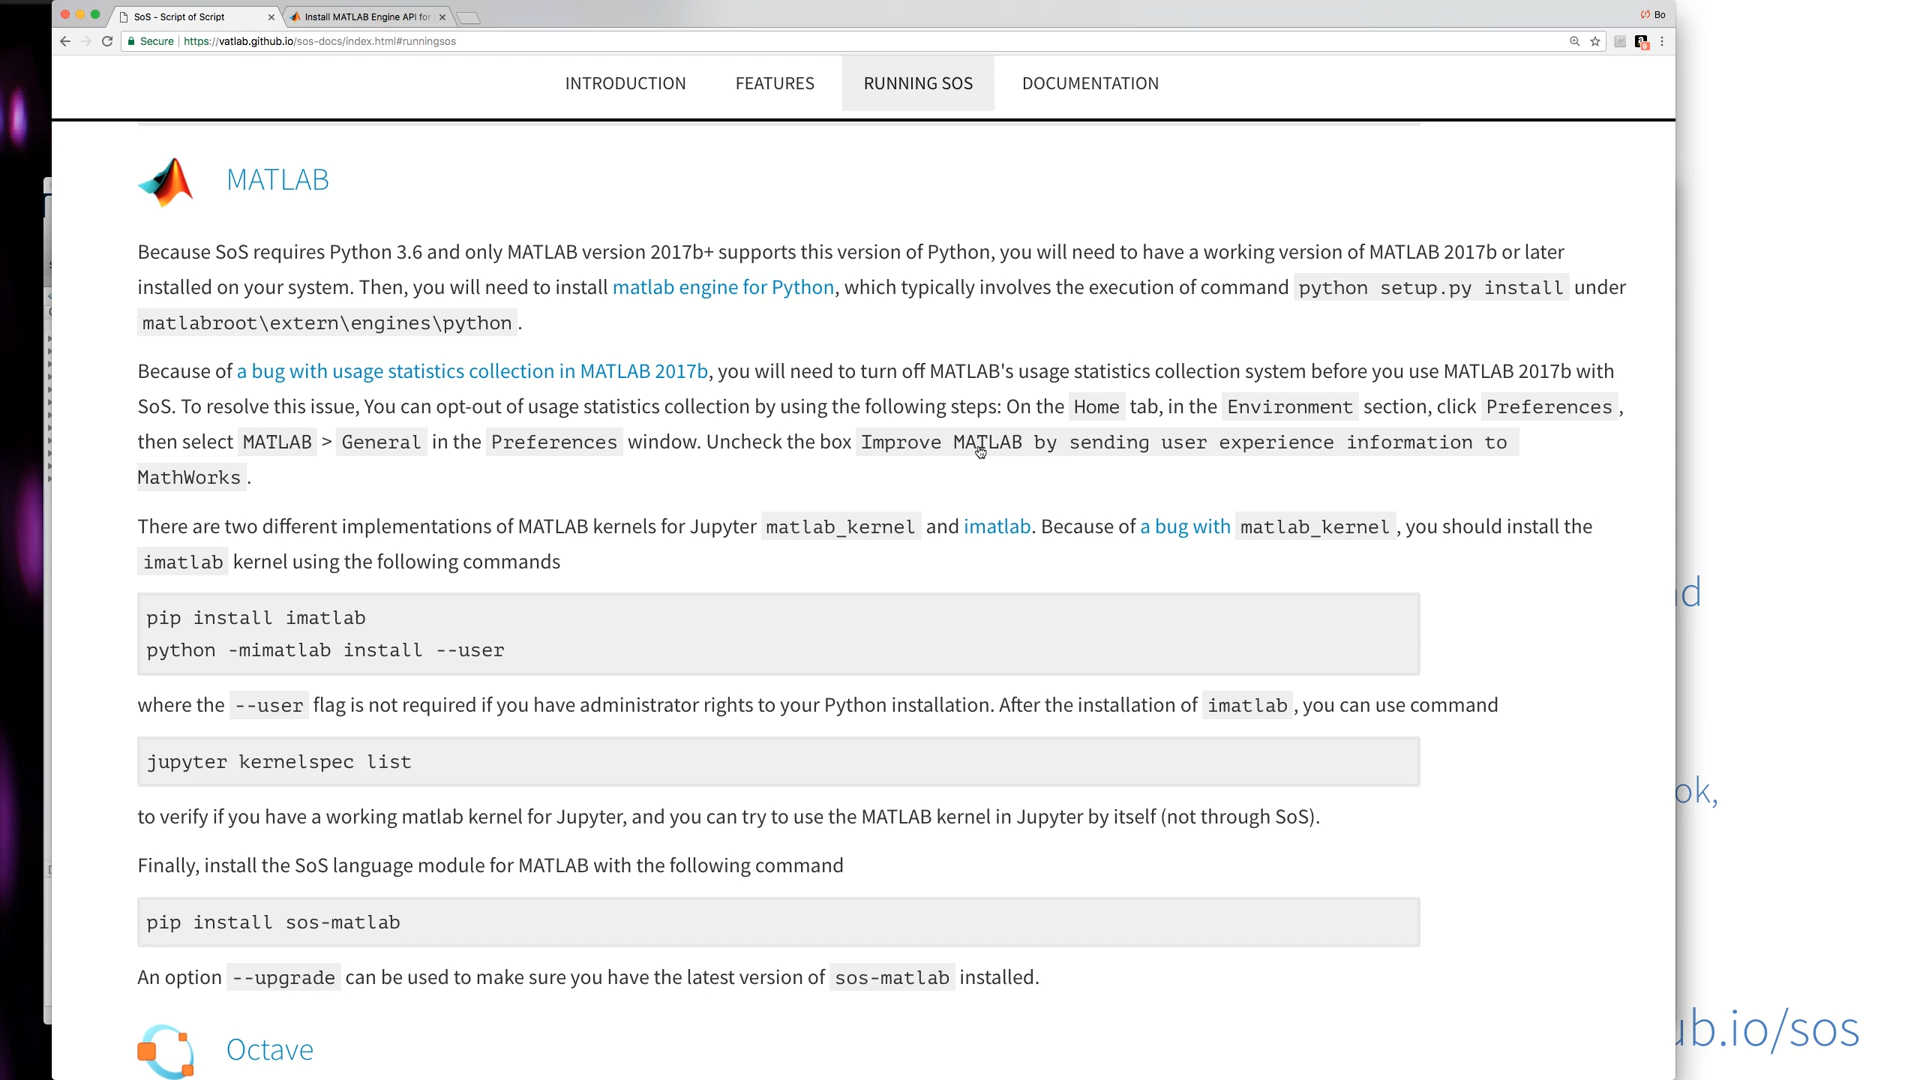 SoS - Script of Script
Install MATLAB Engine API for
Bo
Secure | https://vatlab.github.io/sos-docs/index.html#runningsos
INTRODUCTION FEATURES RUNNING SOS DOCUMENTATION
MATLAB
Because SoS requires Python 3.6 and only MATLAB version 2017b+ supports this version of Python, you will need to have a working version of MATLAB 2017b or later
installed on your system. Then, you will need to install matlab engine for Python, which typically involves the execution of command python setup.py install under
matlabroot\extern\engines\python.
Because of a bug with usage statistics collection in MATLAB 2017b, you will need to turn off MATLAB's usage statistics collection system before you use MATLAB 2017b with
SoS. To resolve this issue, You can opt-out of usage statistics collection by using the following steps: On the Home tab, in the Environment section, click Preferences,
then select MATLAB > General in the Preferences window. Uncheck the box Improve MATLAB by sending user experience information to
MathWorks.
There are two different implementations of MATLAB kernels for Jupyter matlab_kernel and imatlab. Because of a bug with matlab_kernel, you should install the
imatlab kernel using the following commands
pip install imatlab
python -mimatlab install --user
where the --user flag is not required if you have administrator rights to your Python installation. After the installation of imatlab, you can use command
jupyter kernelspec list
to verify if you have a working matlab kernel for Jupyter, and you can try to use the MATLAB kernel in Jupyter by itself (not through SoS).
Finally, install the SoS language module for MATLAB with the following command
pip install sos-matlab
An option --upgrade can be used to make sure you have the latest version of sos-matlab installed.
Octave
ok,
ub.io/sos